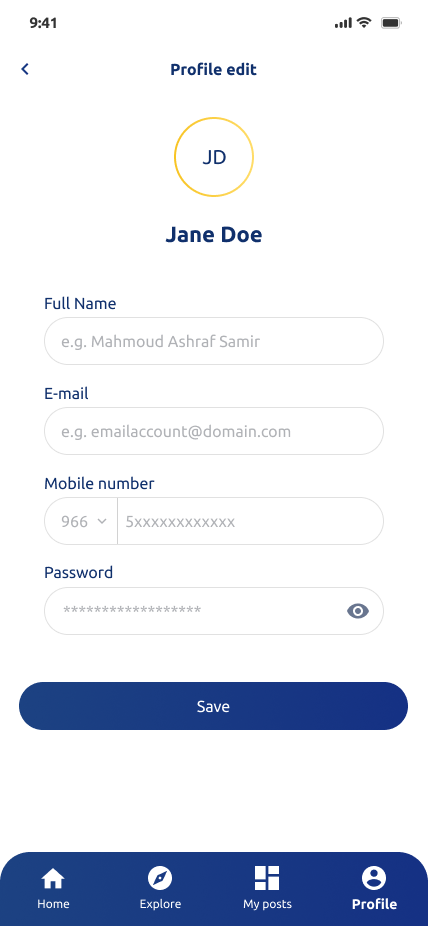 9:41
Profile edit
JD
Jane Doe
Full Name
e.g. Mahmoud Ashraf Samir
E-mail
e.g. emailaccount@domain.com
Mobile number
966 5xxxxxxxxxxxx
Password
******************
Save
Home Explore My posts Profile